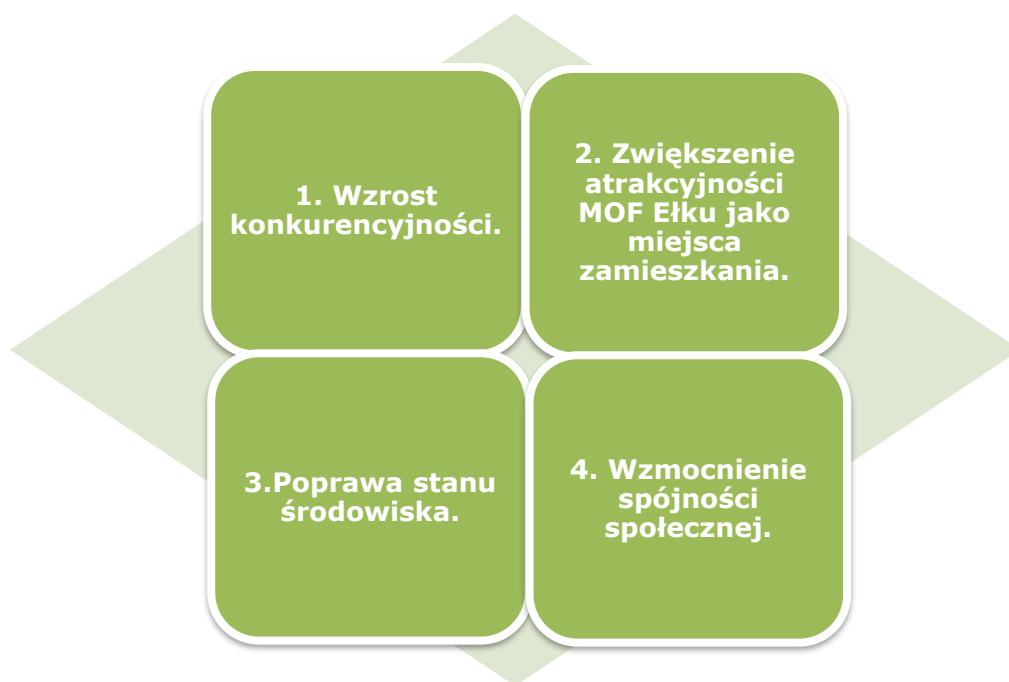 1. Wzrost
konkurencyjności.
2. Zwiększenie
atrakcyjności
MOF Ełku jako
miejsca
zamieszkania.
3.Poprawa stanu
środowiska.
4. Wzmocnienie
spójności
społecznej.